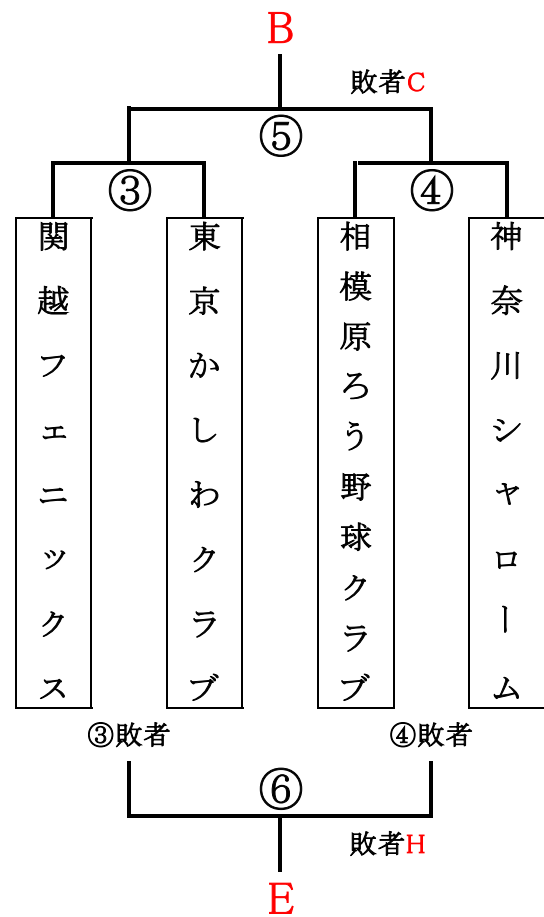 B
敗者C
⑤
③
④
関越フェニックス
東京かしわクラブ
相模原ろう野球クラブ
神奈川シャローム
③敗者
④敗者
⑥
敗者H
E